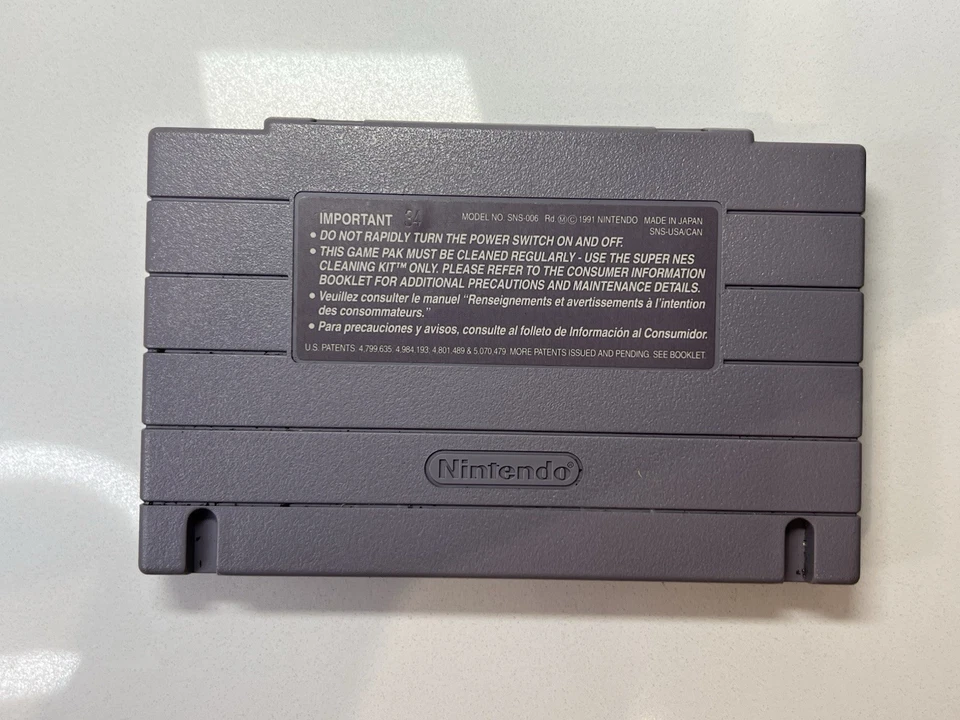 IMPORTANT 34 MODEL NO. SNS-006 Rd Ⓜ© 1991 NINTENDO MADE IN JAPAN
SNS-USA/CAN
• DO NOT RAPIDLY TURN THE POWER SWITCH ON AND OFF.
• THIS GAME PAK MUST BE CLEANED REGULARLY - USE THE SUPER NES
CLEANING KIT™ ONLY. PLEASE REFER TO THE CONSUMER INFORMATION
BOOKLET FOR ADDITIONAL PRECAUTIONS AND MAINTENANCE DETAILS.
• Veuillez consulter le manuel “Renseignements et avertissements à l’intention
des consommateurs.”
• Para precauciones y avisos, consulte al folleto de Información al Consumidor.
U.S. PATENTS 4,799,635; 4,984,193; 4,801,489 & 5,070,479. MORE PATENTS ISSUED AND PENDING. SEE BOOKLET.
Nintendo®